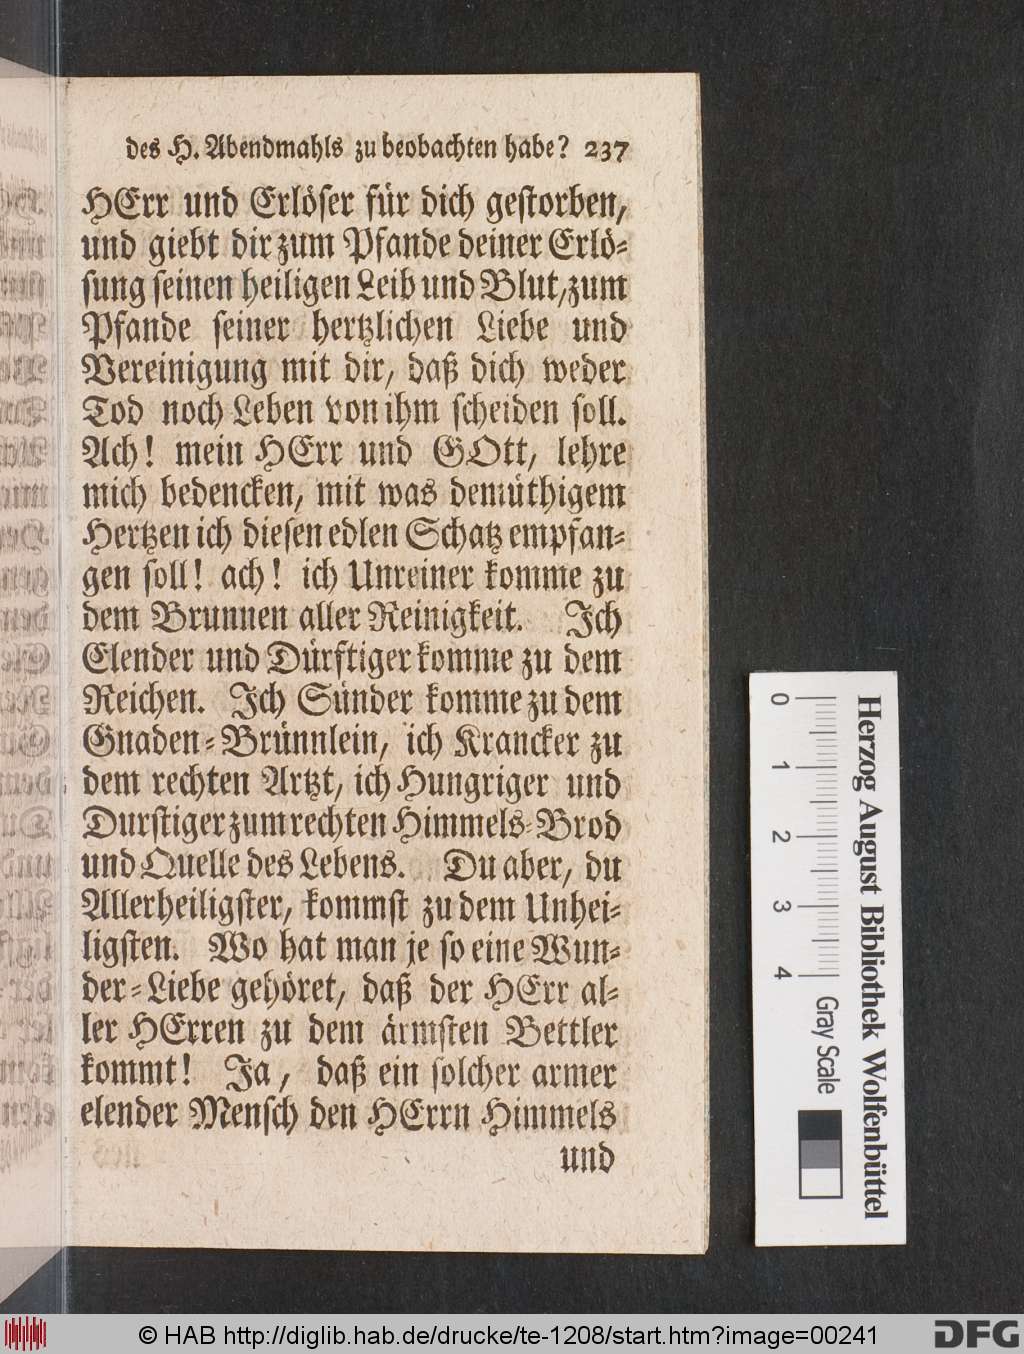 des H. Abendmahls zu beobachten habe? 237
HErr und Erlöser für dich gestorben,
und giebt dir zum Pfande deiner Erlö-
sung seinen heiligen Leib und Blut, zum
Pfande seiner hertzlichen Liebe und
Vereinigung mit dir, daß dich weder
Tod noch Leben von ihm scheiden soll.
Ach! mein HErr und GOtt, lehre
mich bedencken, mit was demüthigem
Hertzen ich diesen edlen Schatz empfan-
gen soll! ach! ich Unreiner komme zu
dem Brunnen aller Reinigkeit. Ich
Elender und Dürftiger komme zu dem
Reichen. Ich Sünder komme zu dem
Gnaden-Brünnlein, ich Krancker zu
dem rechten Artzt, ich Hungriger und
Durstiger zum rechten Himmels-Brod
und Quelle des Lebens. Du aber, du
Allerheiligster, kommst zu dem Unhei-
ligsten. Wo hat man je so eine Wun-
der-Liebe gehöret, daß der HErr al-
ler HErren zu dem ärmsten Bettler
kommt! Ja, daß ein solcher armer
elender Mensch den HErrn Himmels
und
0 1 2 3 4 Gray Scale
Herzog August Bibliothek Wolfenbüttel
© HAB http://diglib.hab.de/drucke/te-1208/start.htm?image=00241
DFG